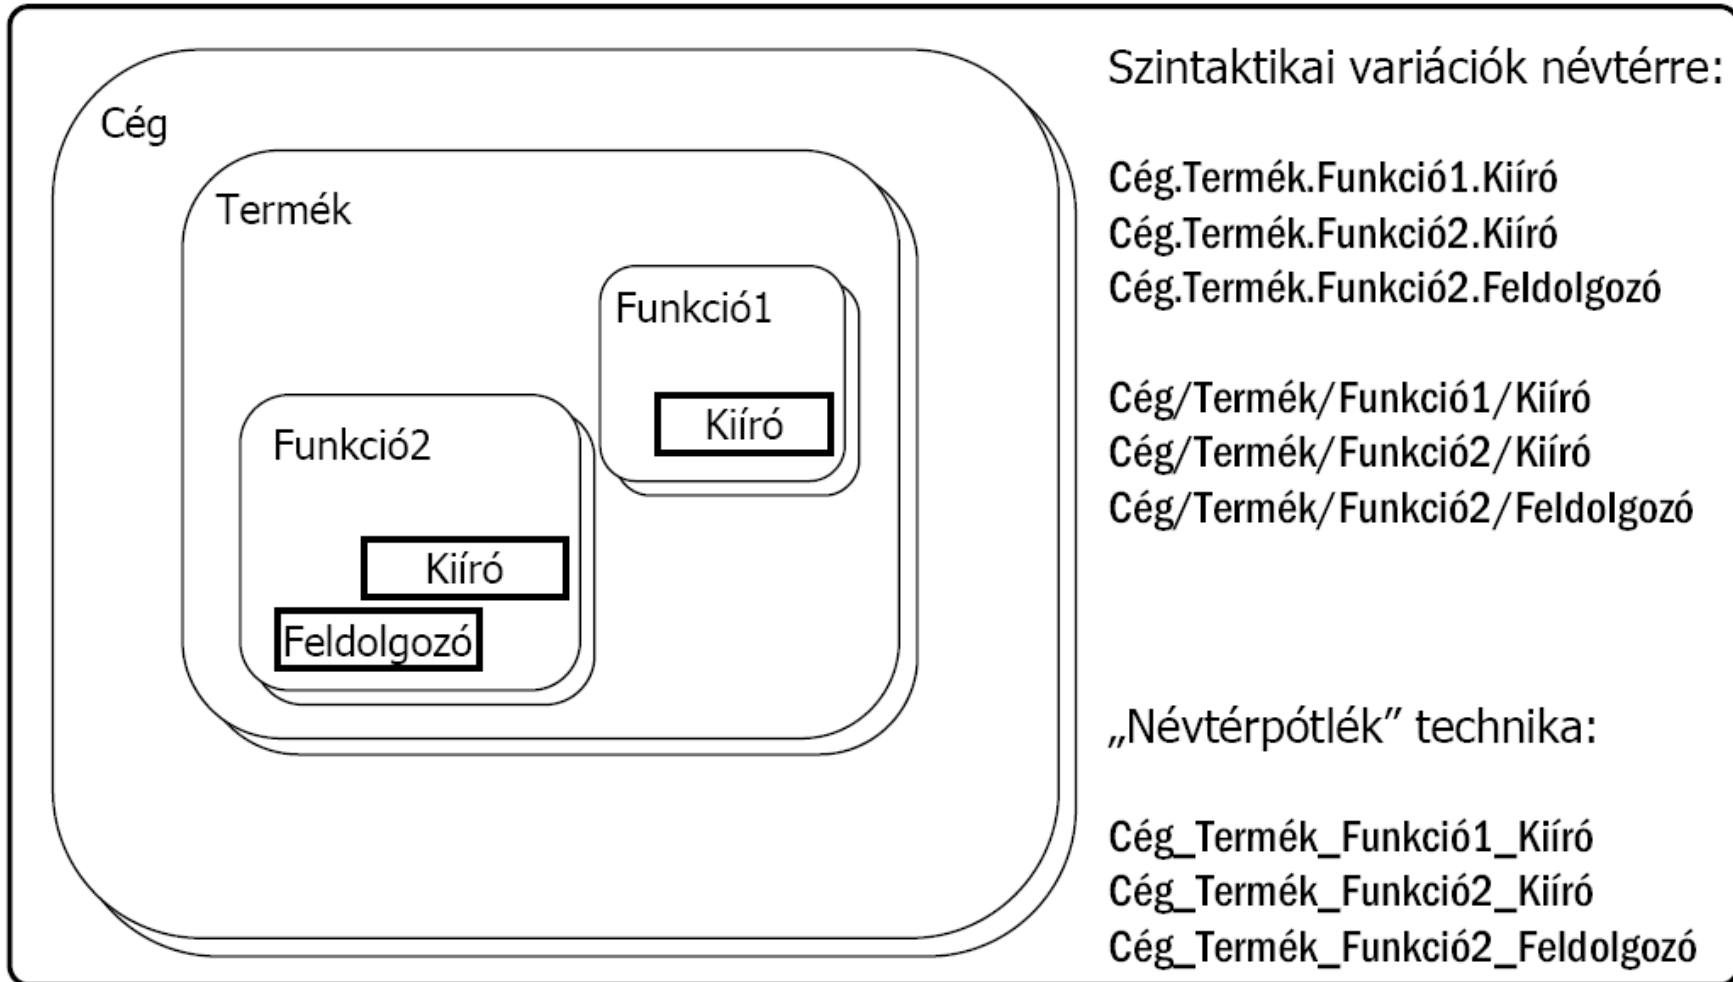 Cég
Termék
Funkció1
Kiíró
Funkció2
Kiíró
Feldolgozó
Szintaktikai variációk névtérre:
Cég.Termék.Funkció1.Kiíró
Cég.Termék.Funkció2.Kiíró
Cég.Termék.Funkció2.Feldolgozó
Cég/Termék/Funkció1/Kiíró
Cég/Termék/Funkció2/Kiíró
Cég/Termék/Funkció2/Feldolgozó
„Névtérpótlék” technika:
Cég_Termék_Funkció1_Kiíró
Cég_Termék_Funkció2_Kiíró
Cég_Termék_Funkció2_Feldolgozó